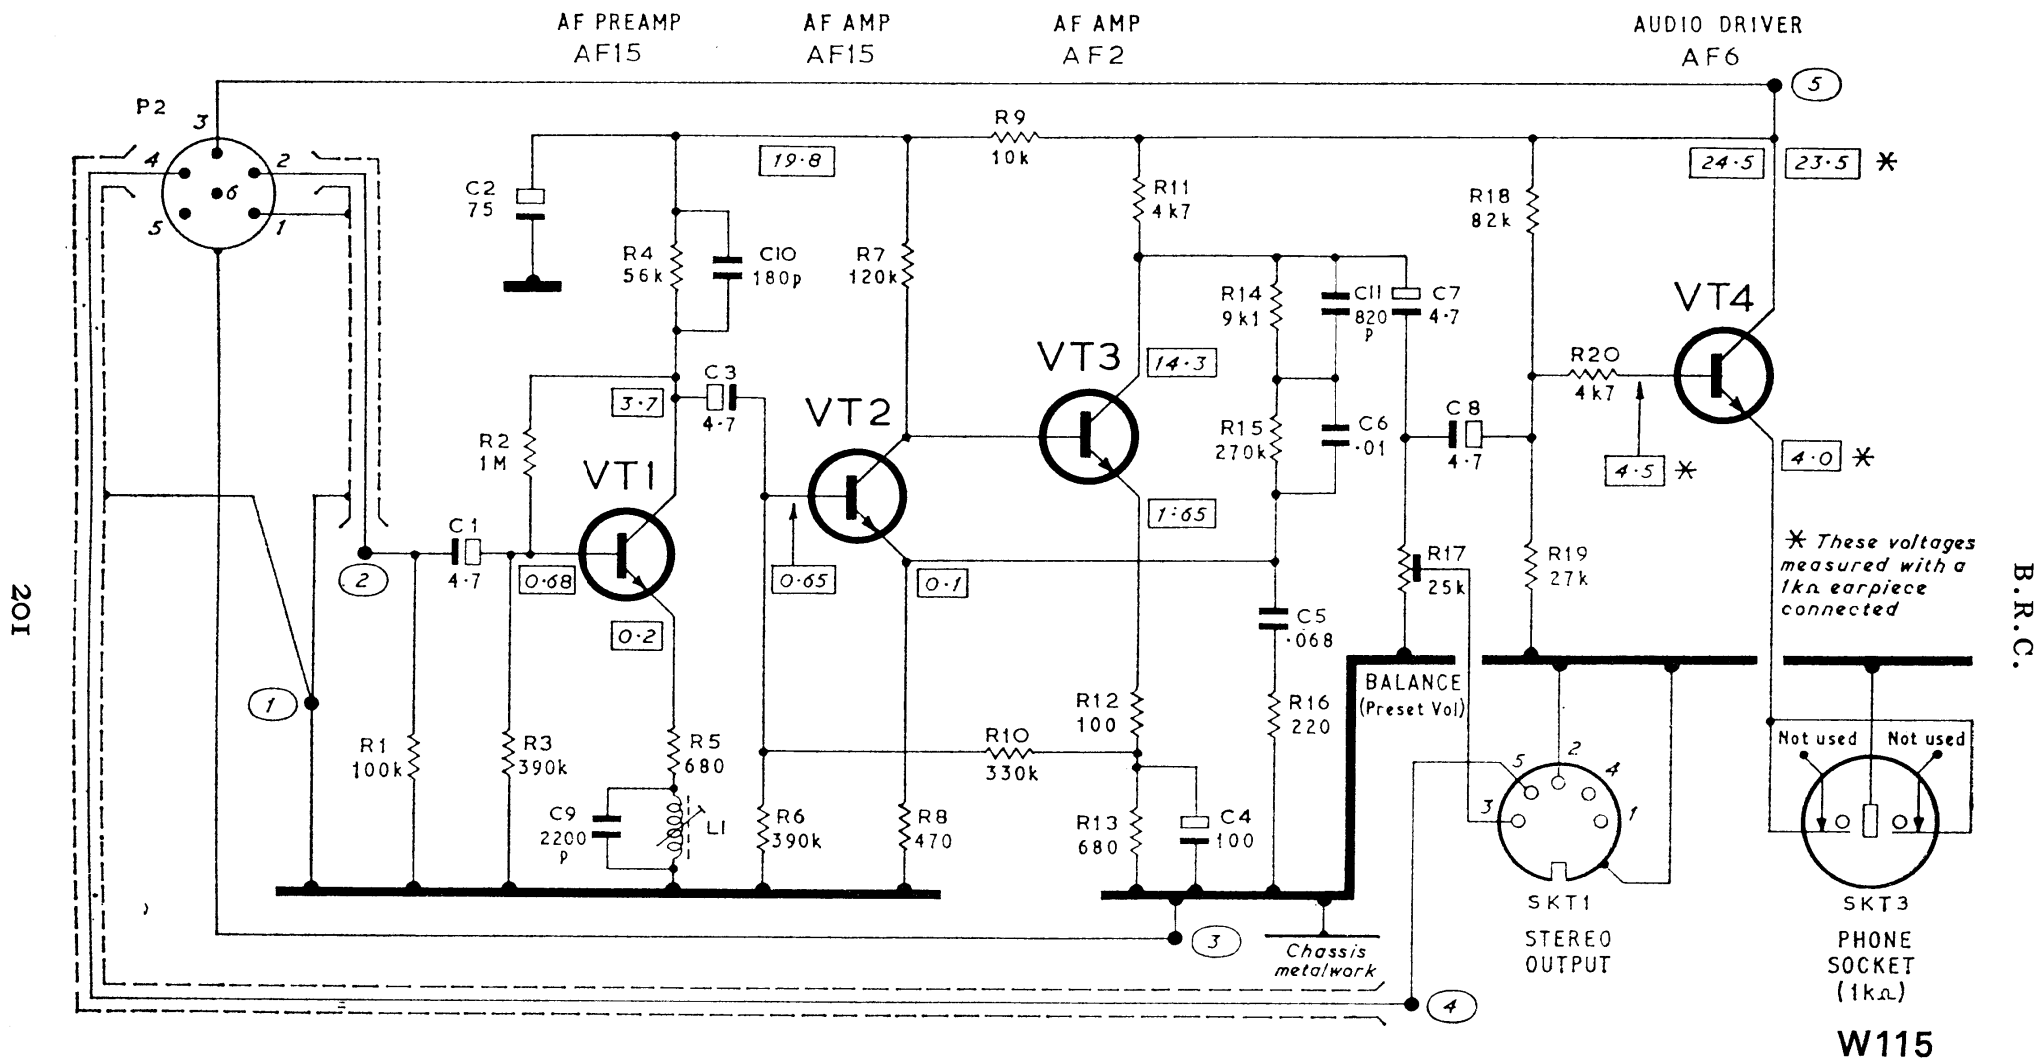 AF PREAMP
AF15
AF AMP
AF15
AF AMP
AF2
AUDIO DRIVER
AF6
5
P2
3
4
2
6
5
1
R9
10k
19·8
24·5
23·5 *
C2
75
R4
56k
C10
180p
R7
120k
R11
4k7
R18
82k
R14
9k1
C11
820
p
C7
4·7
VT4
VT3
14·3
R20
4k7
C3
4·7
3·7
VT2
R2
1M
VT1
R15
270k
C6
·01
C8
4·7
4·5 *
4·0 *
1·65
C1
4·7
2
0·68
0·65
0·1
0·2
R17
25k
R19
27k
* These voltages
measured with a
1kΩ earpiece
connected
C5
·068
201
B.R.C.
1
BALANCE
(Preset Vol)
R12
100
R16
220
R1
100k
R3
390k
R5
680
R10
330k
Not used
Not used
5
2
4
3
1
C9
2200
p
L1
R6
390k
R8
470
R13
680
C4
100
SKT1
STEREO
OUTPUT
SKT3
PHONE
SOCKET
(1kΩ)
3
Chassis
metalwork
4
W115